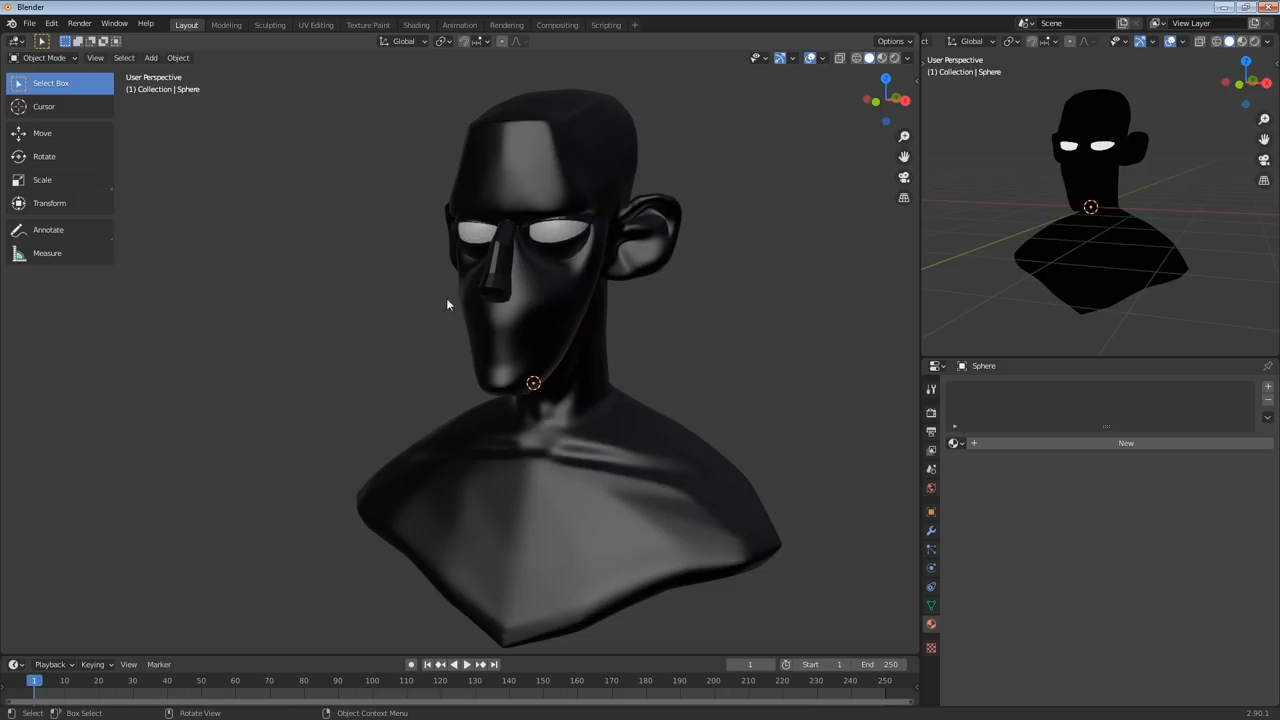 Blender
File Edit Render Window Help
Layout Modeling Sculpting UV Editing Texture Paint Shading Animation Rendering Compositing Scripting +
Scene
View Layer
Global
Options
Object Mode View Select Add Object
Select Box
Cursor
Move
Rotate
Scale
Transform
Annotate
Measure
User Perspective
(1) Collection | Sphere
Z
X
Y
ct Global
User Perspective
(1) Collection | Sphere
Z
X
Y
Sphere
New
Playback Keying View Marker
1
Start 1
End 250
1 10 20 30 40 50 60 70 80 90 100 110 120 130 140 150 160 170 180 190 200 210 220 230 240 250
Select Box Select Rotate View Object Context Menu 2.90.1